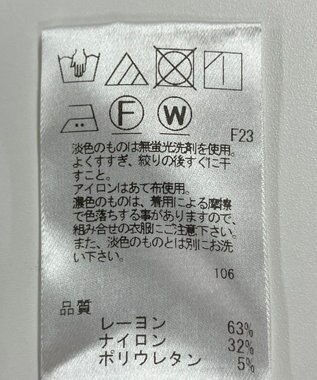 F W
F23
淡色のものは無蛍光洗剤を使用。
よくすすぎ、絞りの後すぐに干
すこと。
アイロンはあて布使用。
濃色のものは、着用による摩擦
で色落ちする事がありますので、
組み合せの衣服にご注意下さい。
また、淡色のものとは別にお洗
い下さい。
106
品質
レーヨン 63%
ナイロン 32%
ポリウレタン 5%